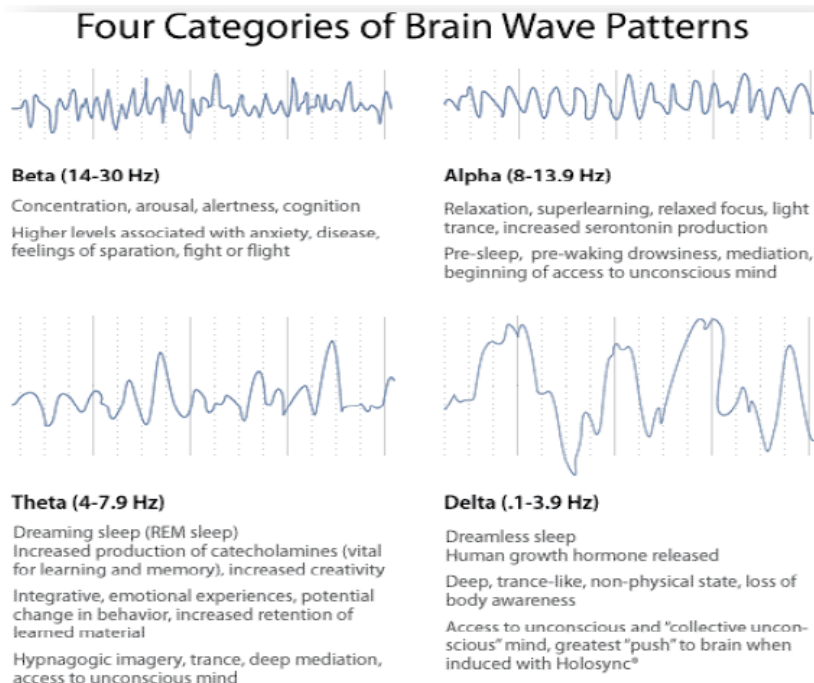 Four Categories of Brain Wave Patterns
Beta (14-30 Hz)
Concentration, arousal, alertness, cognition
Higher levels associated with anxiety, disease,
feelings of sparation, fight or flight
Alpha (8-13.9 Hz)
Relaxation, superlearning, relaxed focus, light
trance, increased serontonin production
Pre-sleep, pre-waking drowsiness, mediation,
beginning of access to unconscious mind
Theta (4-7.9 Hz)
Dreaming sleep (REM sleep)
Increased production of catecholamines (vital
for learning and memory), increased creativity
Integrative, emotional experiences, potential
change in behavior, increased retention of
learned material
Hypnagogic imagery, trance, deep mediation,
access to unconscious mind
Delta (.1-3.9 Hz)
Dreamless sleep
Human growth hormone released
Deep, trance-like, non-physical state, loss of
body awareness
Access to unconscious and "collective uncon-
scious" mind, greatest "push" to brain when
induced with Holosync®